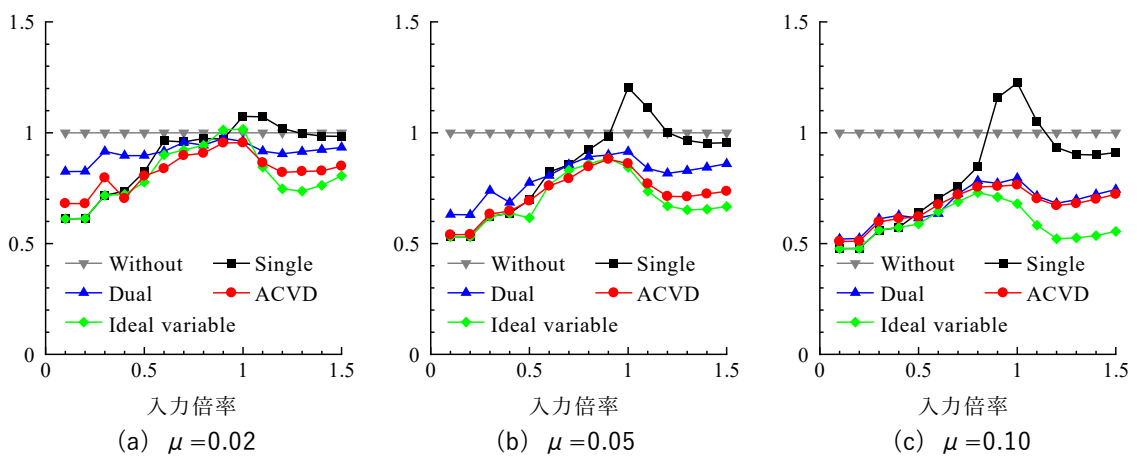 1.5
1
0.5
0
Without
Single
Dual
ACVD
Ideal variable
0
0.5
1
1.5
入力倍率
(a) μ=0.02
1.5
1
0.5
0
Without
Single
Dual
ACVD
Ideal variable
0
0.5
1
1.5
入力倍率
(b) μ=0.05
1.5
1
0.5
0
Without
Single
Dual
ACVD
Ideal variable
0
0.5
1
1.5
入力倍率
(c) μ=0.10